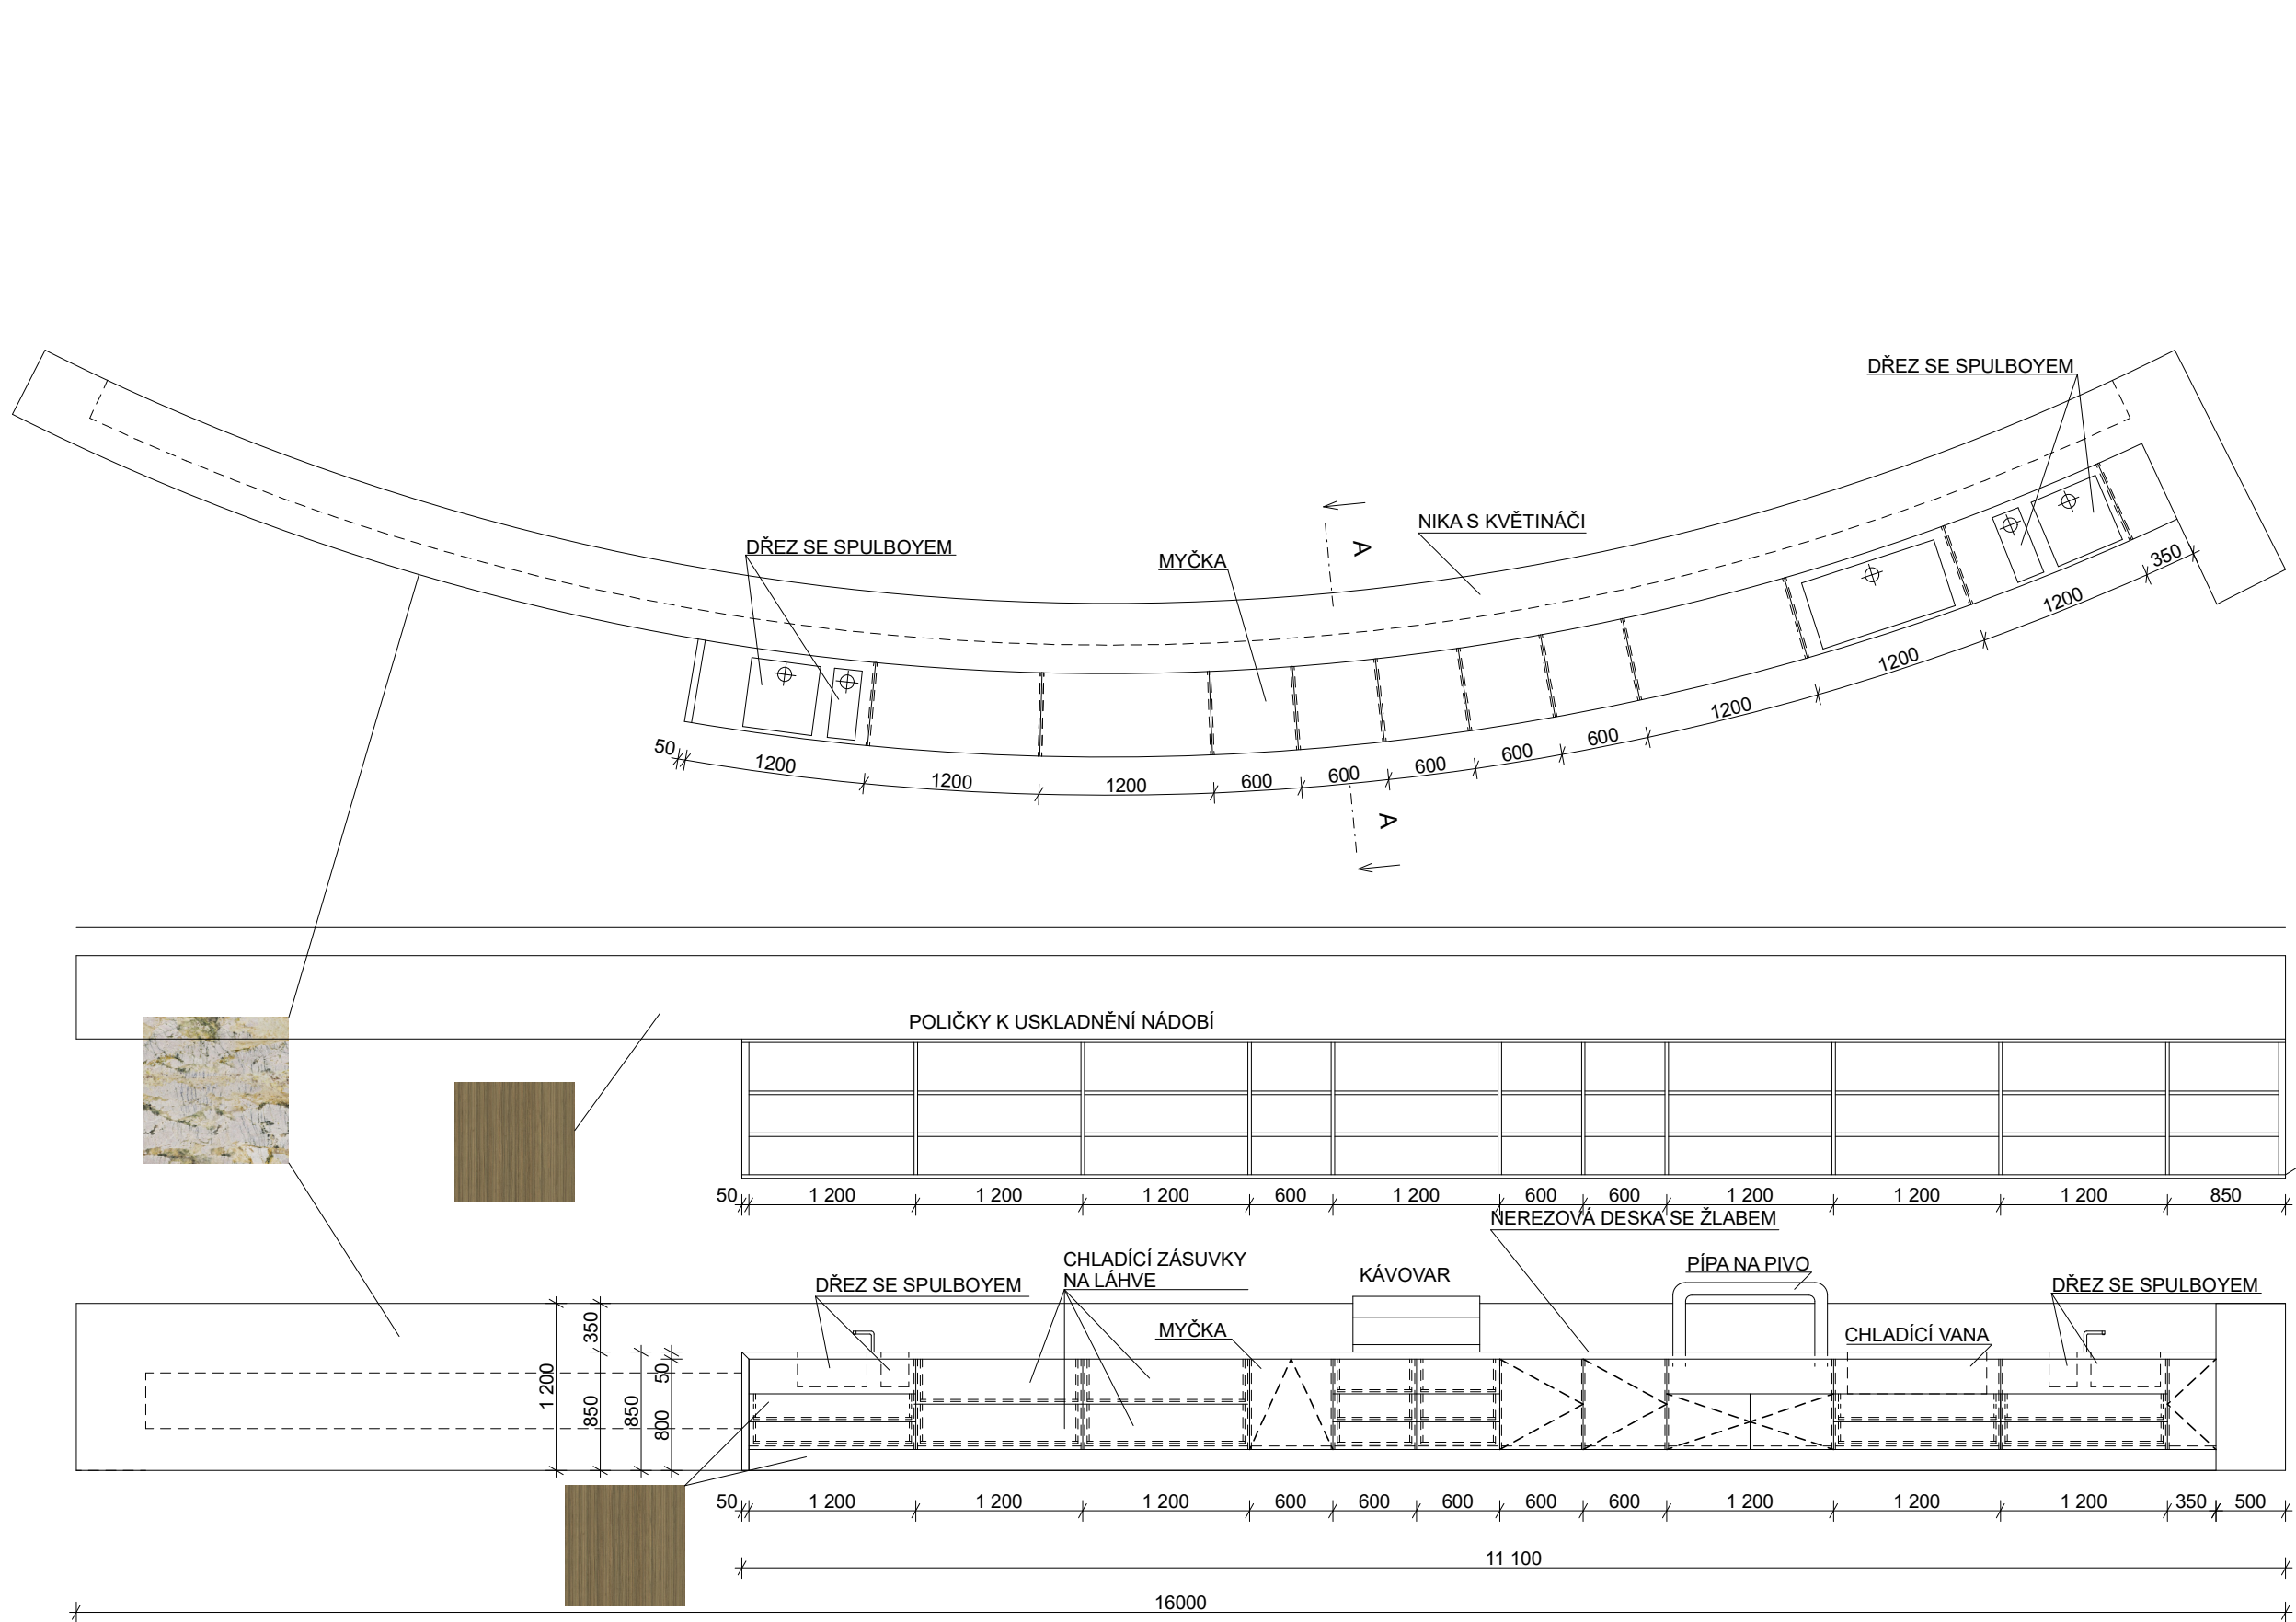 DŘEZ SE SPULBOYEM
NIKA S KVĚTINÁČI
A
DŘEZ SE SPULBOYEM
MYČKA
350
1200
1200
1200
600
600
600
600
600
1200
1200
1200
50
A
POLIČKY K USKLADNĚNÍ NÁDOBÍ
50
1 200
1 200
1 200
600
1 200
600
600
1 200
1 200
1 200
850
NEREZOVÁ DESKA SE ŽLABEM
CHLADÍCÍ ZÁSUVKY
NA LÁHVE
KÁVOVAR
PÍPA NA PIVO
DŘEZ SE SPULBOYEM
DŘEZ SE SPULBOYEM
MYČKA
CHLADÍCÍ VANA
1 200
350
850
850
50
800
50
1 200
1 200
1 200
600
600
600
600
600
1 200
1 200
1 200
350
500
11 100
16000